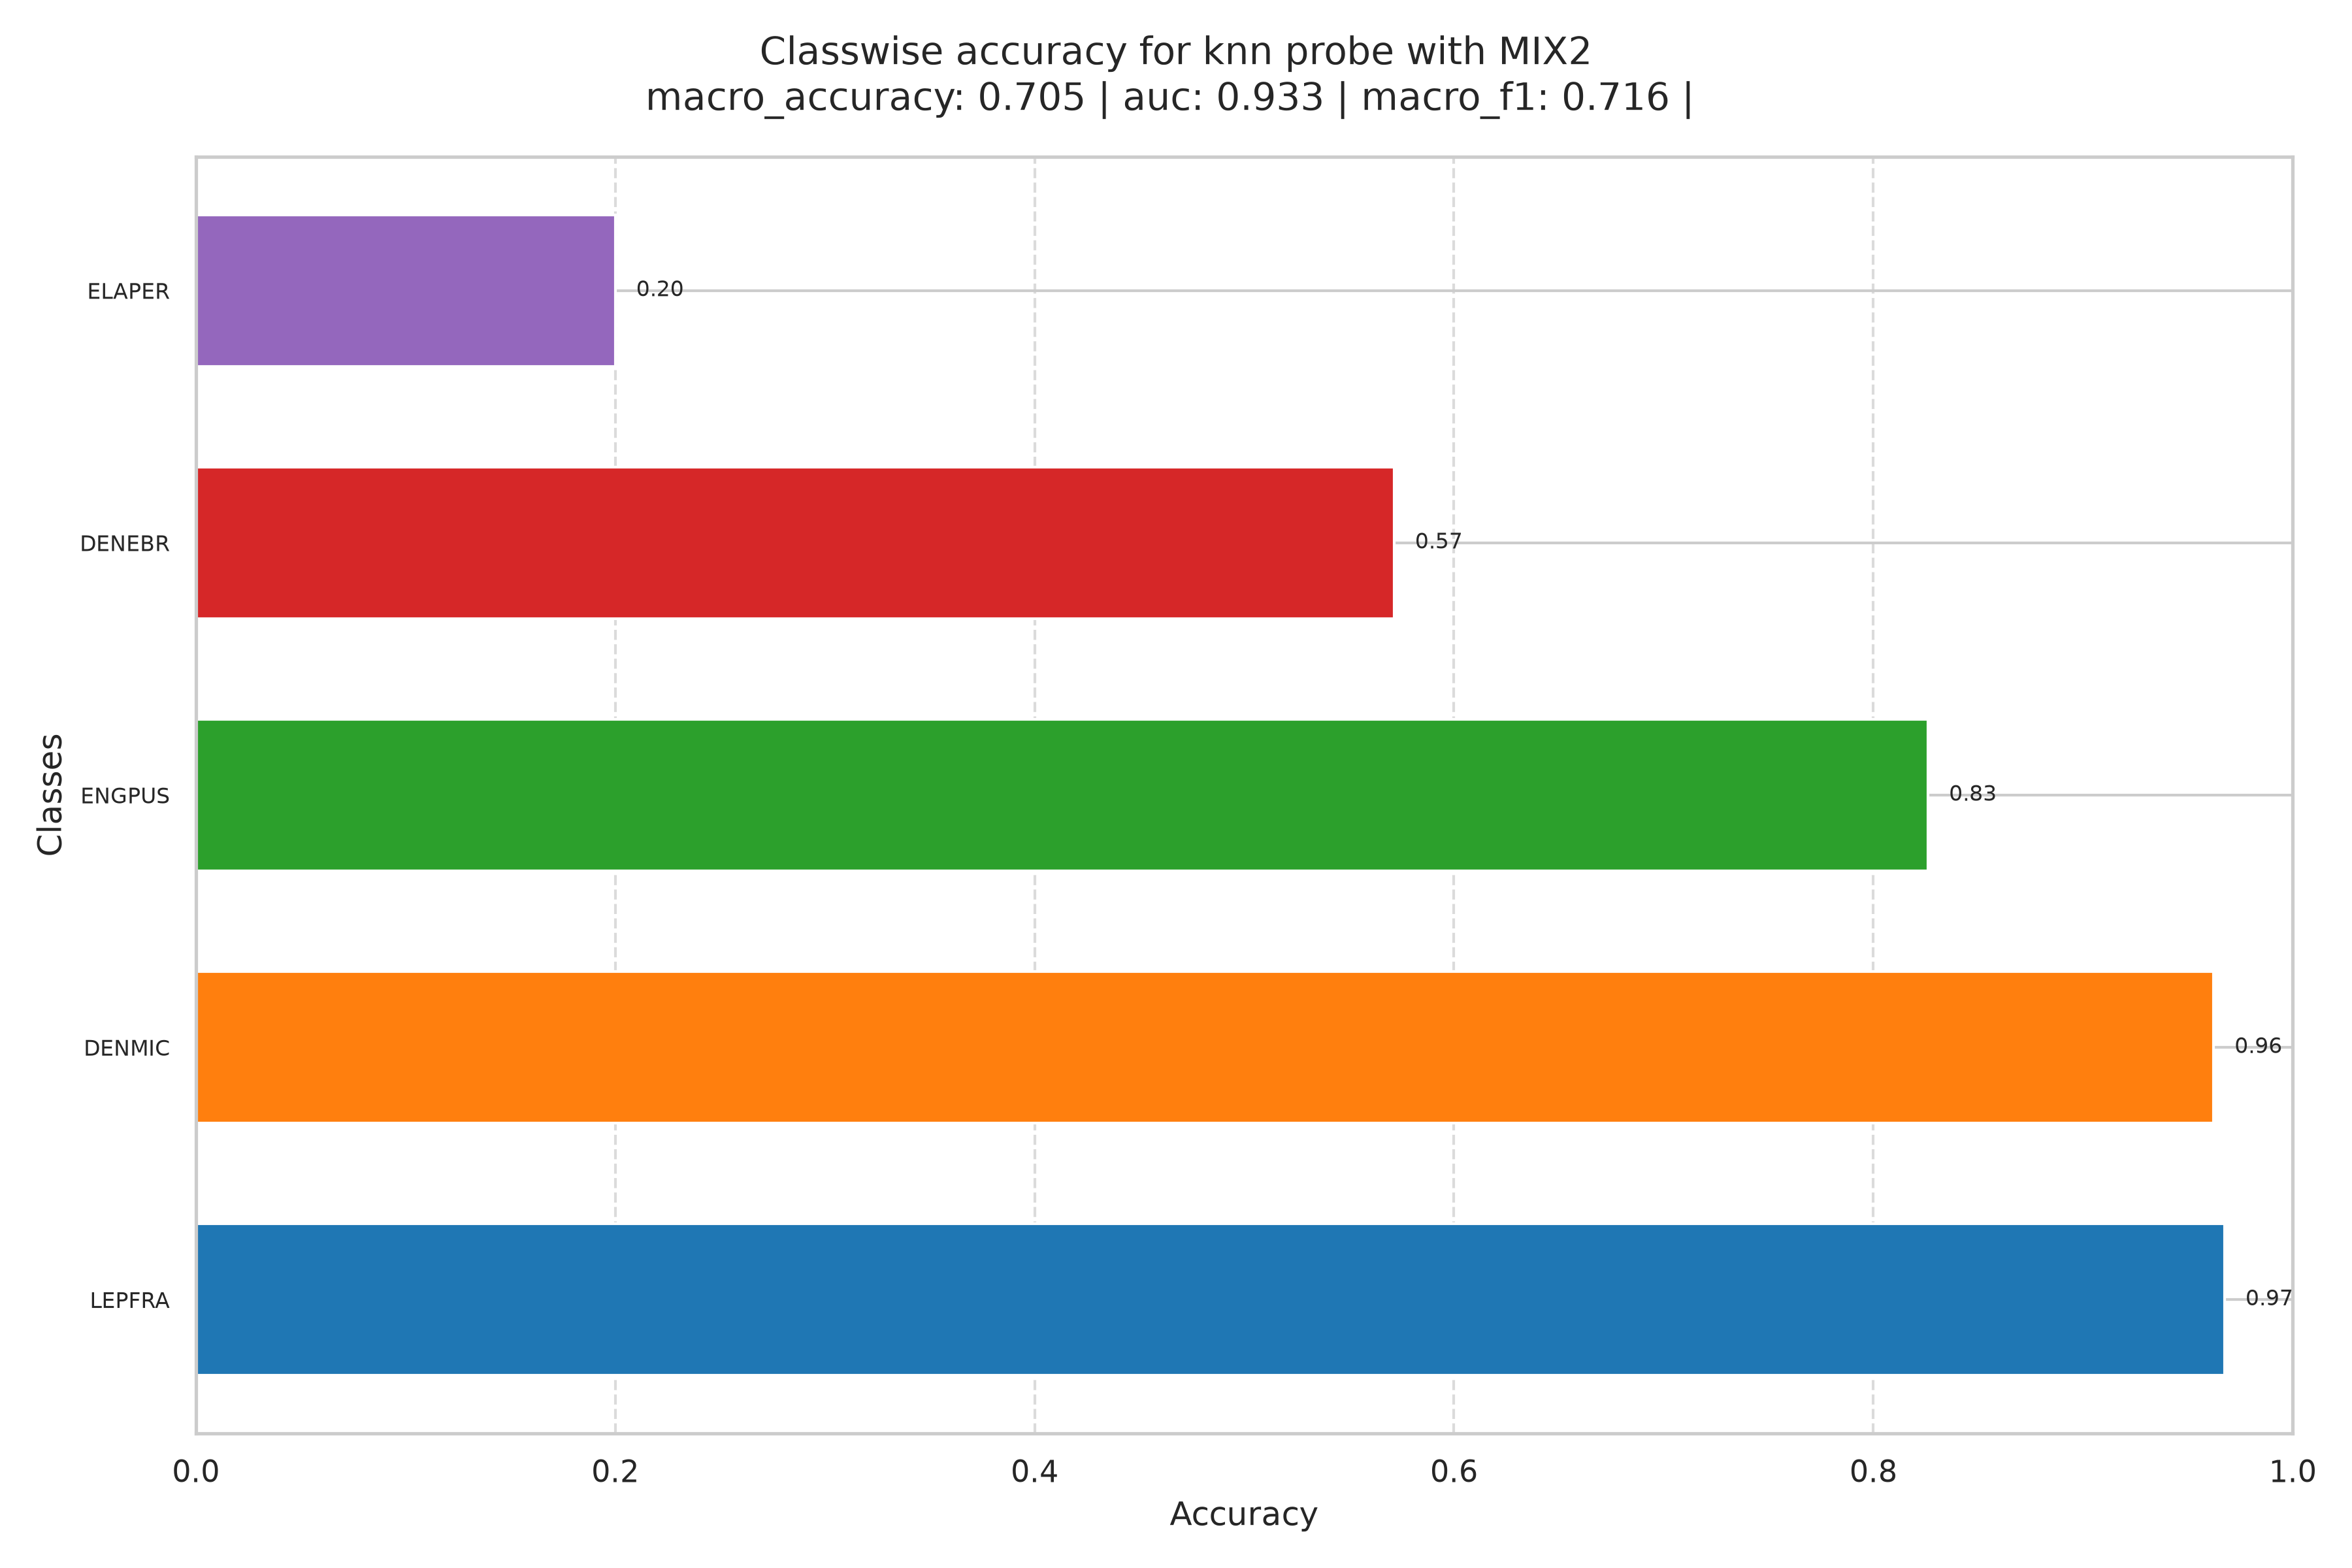 Classwise accuracy for knn probe with MIX2
macro_accuracy: 0.705 | auc: 0.933 | macro_f1: 0.716 |
ELAPER
0.20
DENEBR
0.57
ENGPUS
0.83
DENMIC
0.96
LEPFRA
0.97
Classes
0.0 0.2 0.4 0.6 0.8 1.0
Accuracy